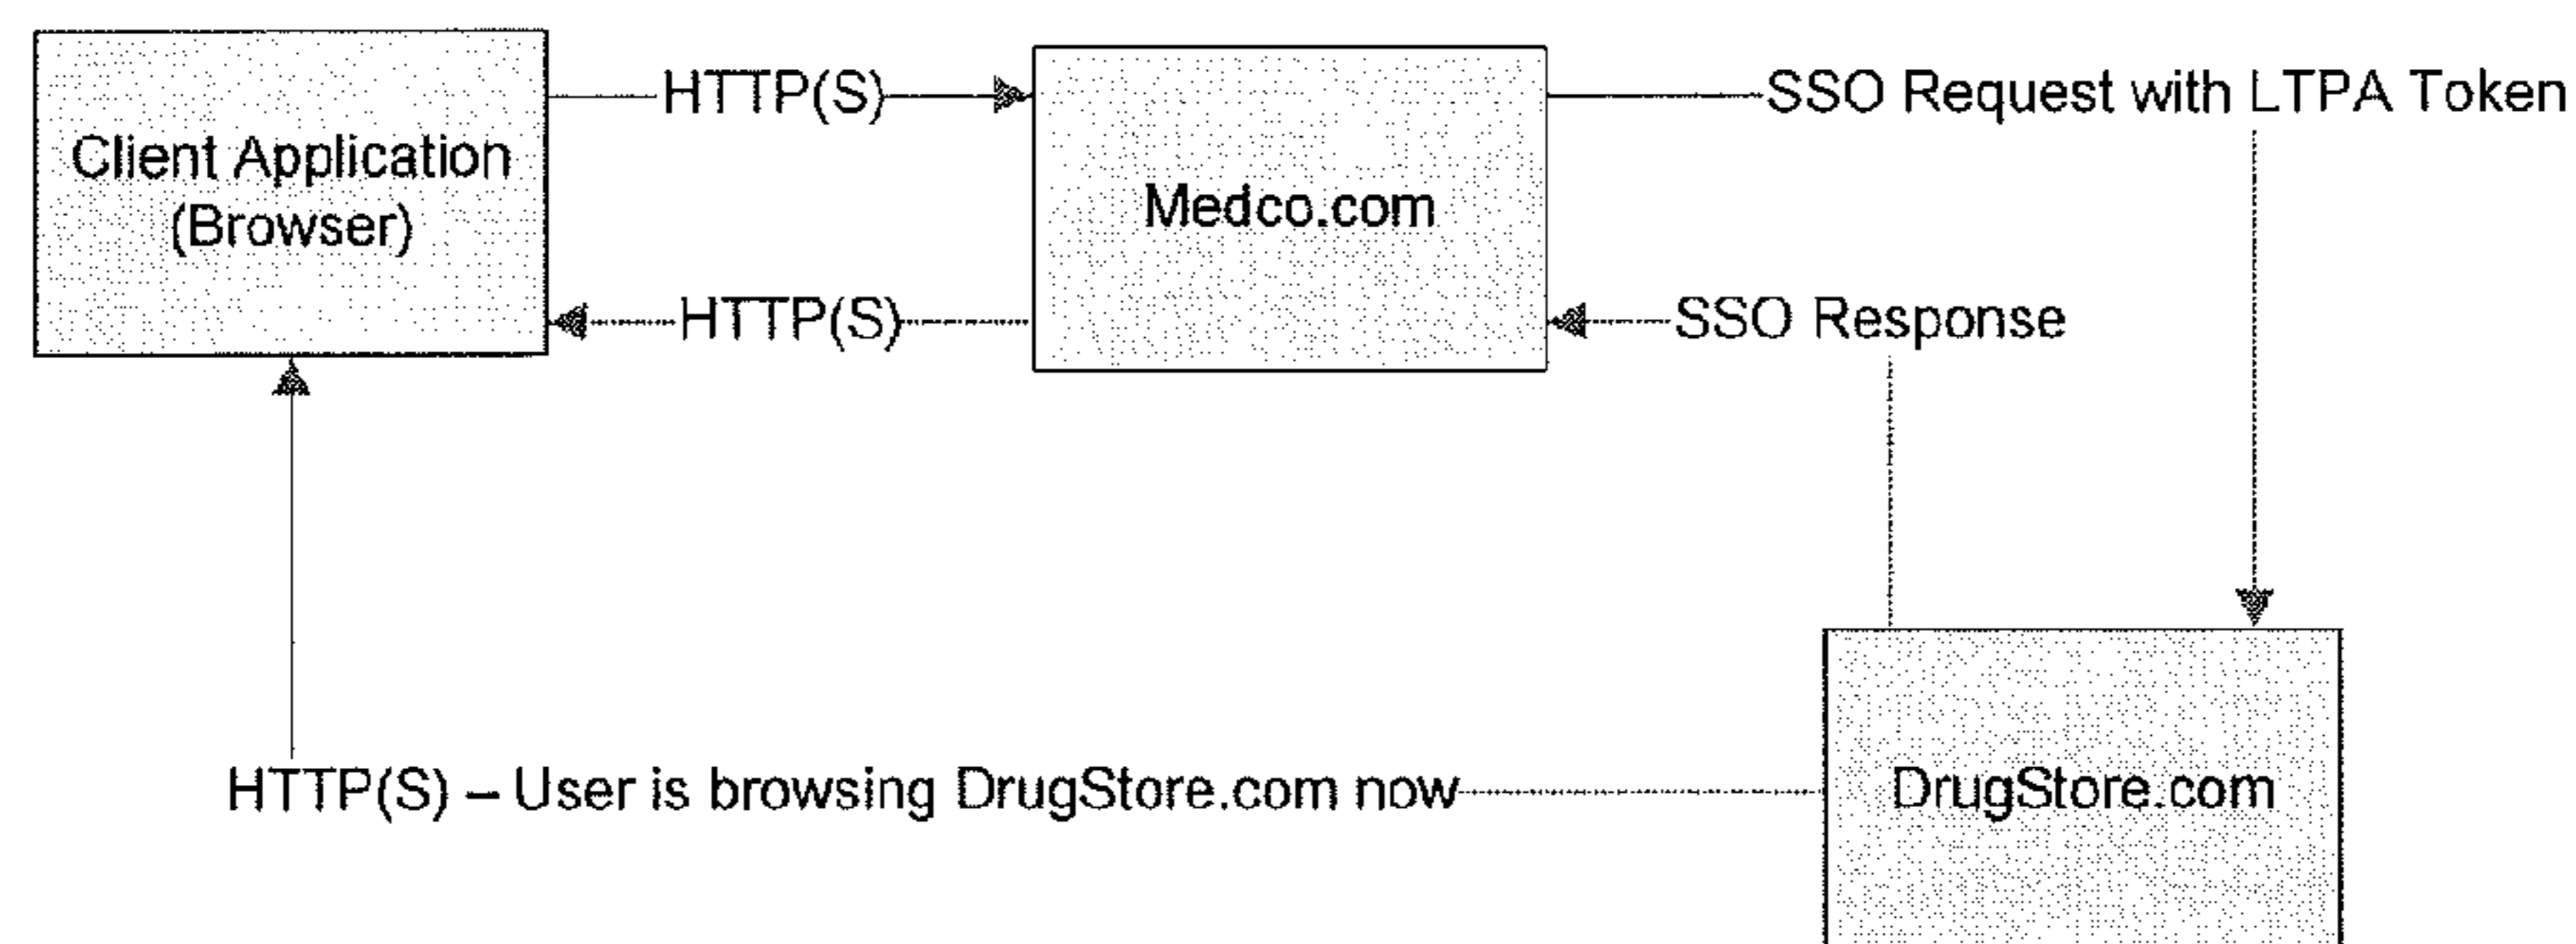 HTTP(S)
SSO Request with LTPA Token
Client Application
(Browser)
Medco.com
HTTP(S)
SSO Response
HTTP(S) – User is browsing DrugStore.com now
DrugStore.com